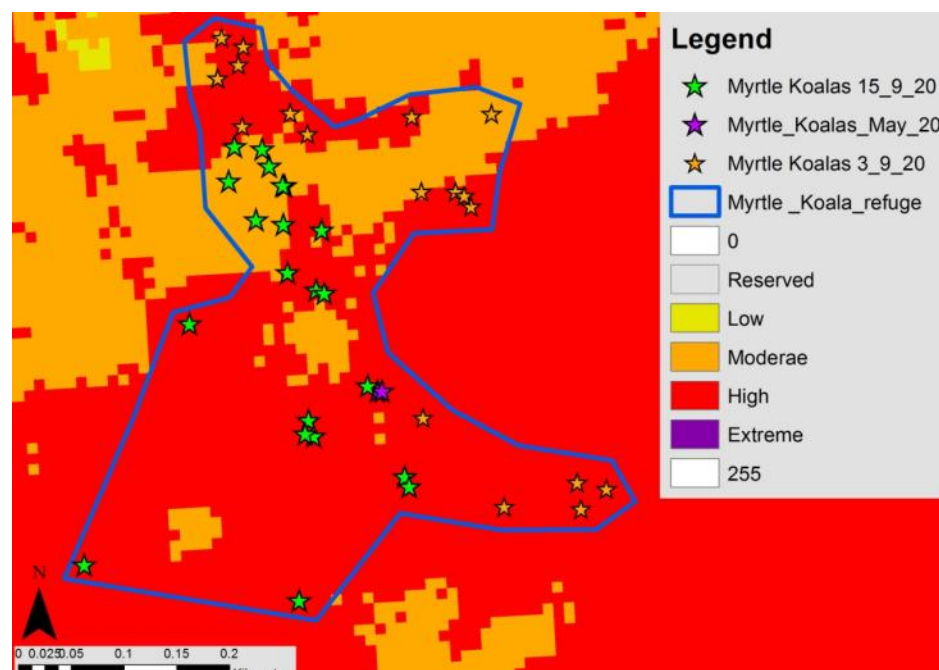 Legend
Myrtle Koalas 15_9_20
Myrtle_Koalas_May_20
Myrtle Koalas 3_9_20
Myrtle _Koala_refuge
0
Reserved
Low
Moderae
High
Extreme
255
N
0 0.025 0.05 0.1 0.15 0.2